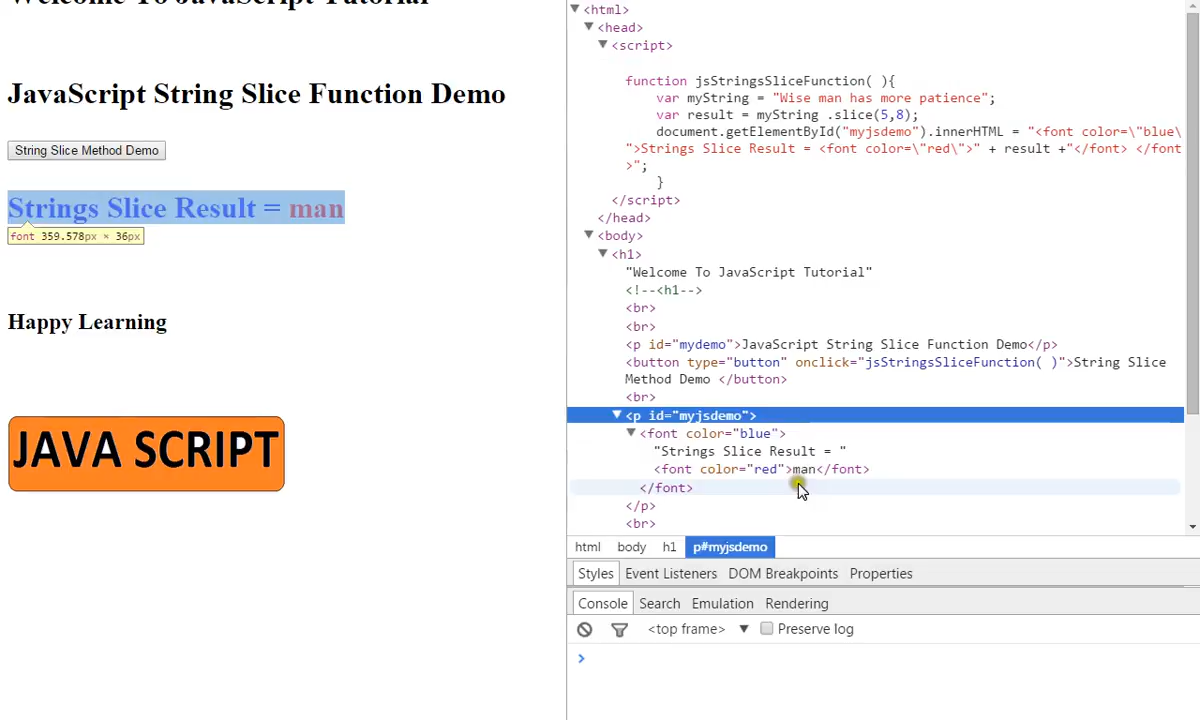 Welcome To JavaScript Tutorial
JavaScript String Slice Function Demo
String Slice Method Demo
Strings Slice Result = man
font 359.578px × 36px
Happy Learning
JAVA SCRIPT
<html>
<head>
<script>
function jsStringsSliceFunction( ){
var myString = "Wise man has more patience";
var result = myString .slice(5,8);
document.getElementById("myjsdemo").innerHTML = "<font color=\"blue\
">Strings Slice Result = <font color=\"red\">" + result +"</font> </font
>";
}
</script>
</head>
<body>
<h1>
"Welcome To JavaScript Tutorial"
<!--<h1-->
<br>
<br>
<p id="mydemo">JavaScript String Slice Function Demo</p>
<button type="button" onclick="jsStringsSliceFunction( )">String Slice
Method Demo </button>
<br>
<p id="myjsdemo">
<font color="blue">
"Strings Slice Result = "
<font color="red">man</font>
</font>
</p>
<br>
html body h1 p#myjsdemo
Styles Event Listeners DOM Breakpoints Properties
Console Search Emulation Rendering
<top frame> Preserve log